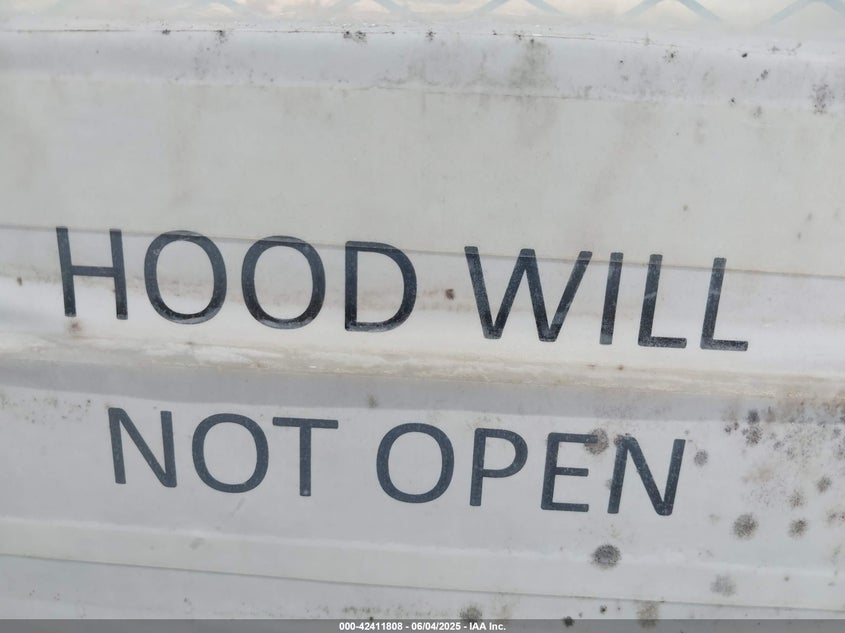 HOOD WILL
NOT OPEN
000-42411808 - 06/04/2025 - IAA Inc.